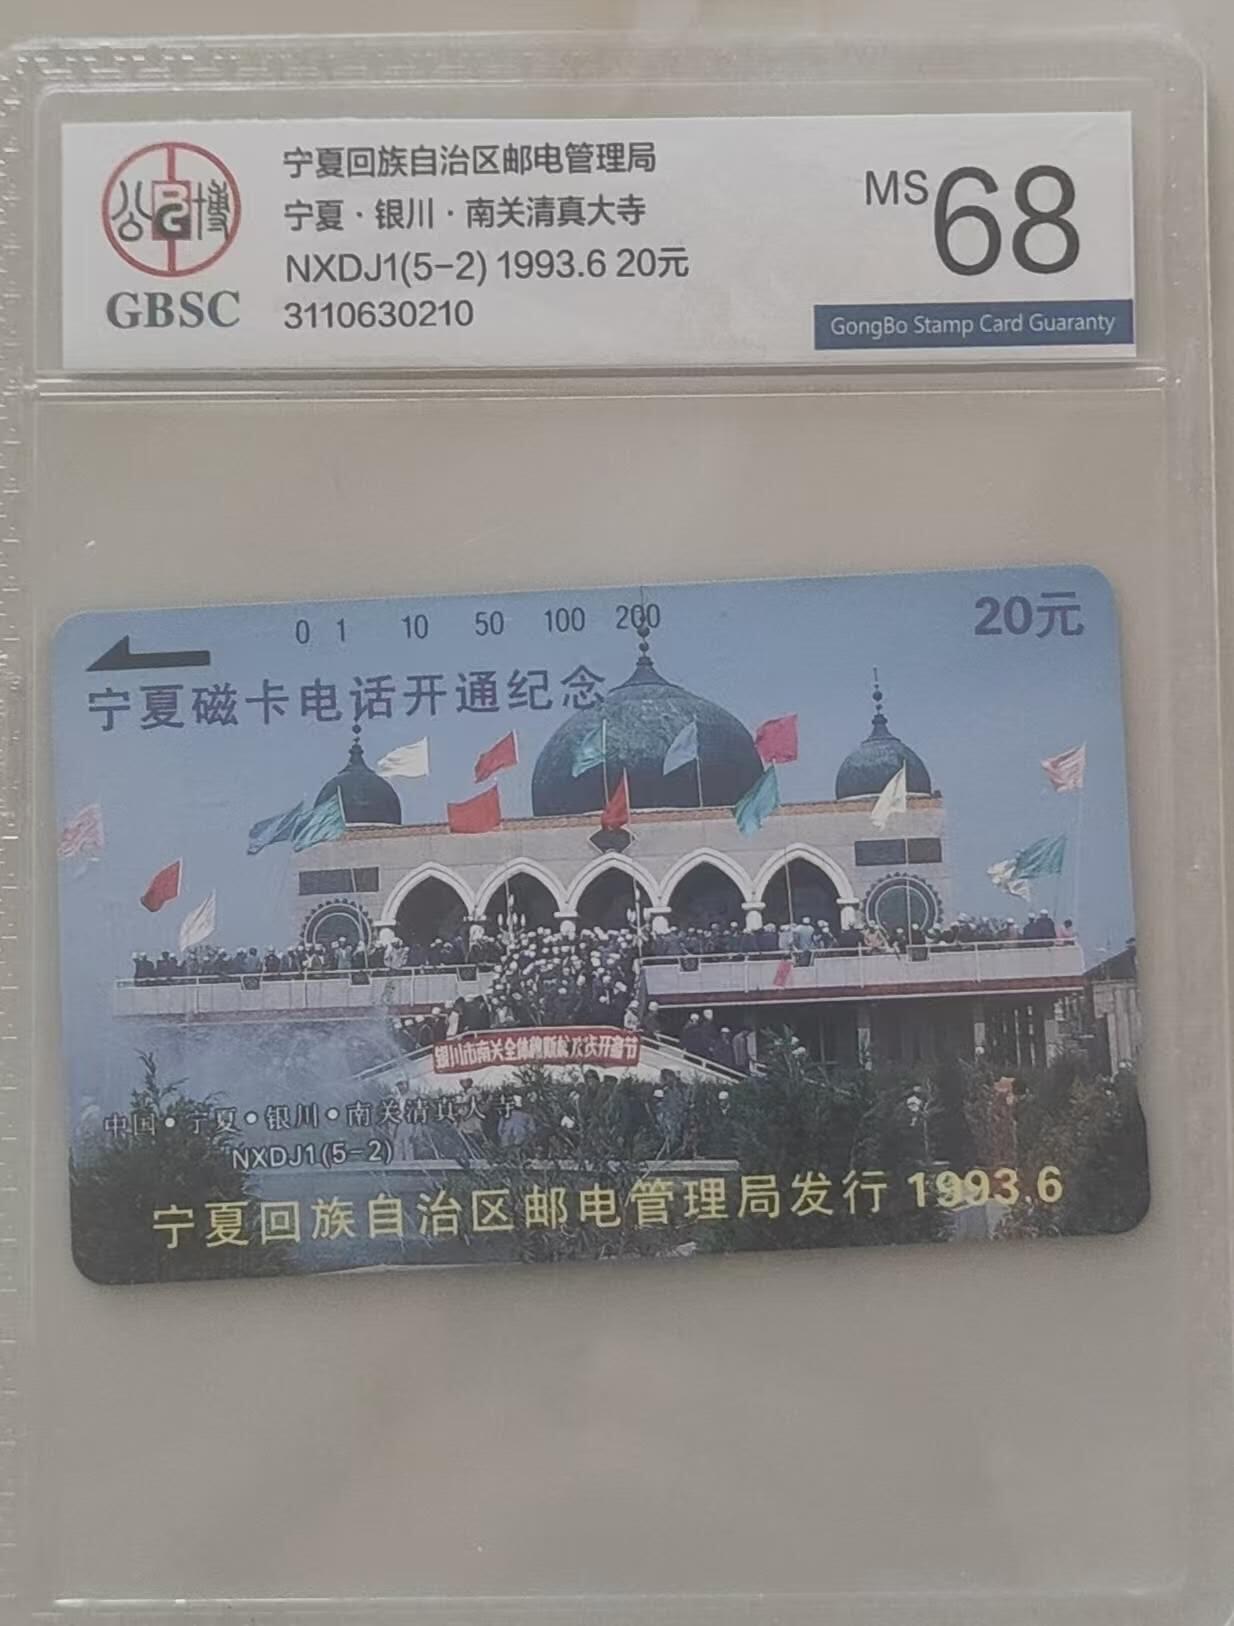 公博
GBSC
宁夏回族自治区邮电管理局
宁夏·银川·南关清真大寺
NXDJ1(5-2) 1993.6 20元
3110630210
MS68
GongBo Stamp Card Guaranty
0 1 10 50 100 200
20元
宁夏磁卡电话开通纪念
中国·宁夏·银川·南关清真大寺
NXDJ1(5-2)
宁夏回族自治区邮电管理局发行 1993.6